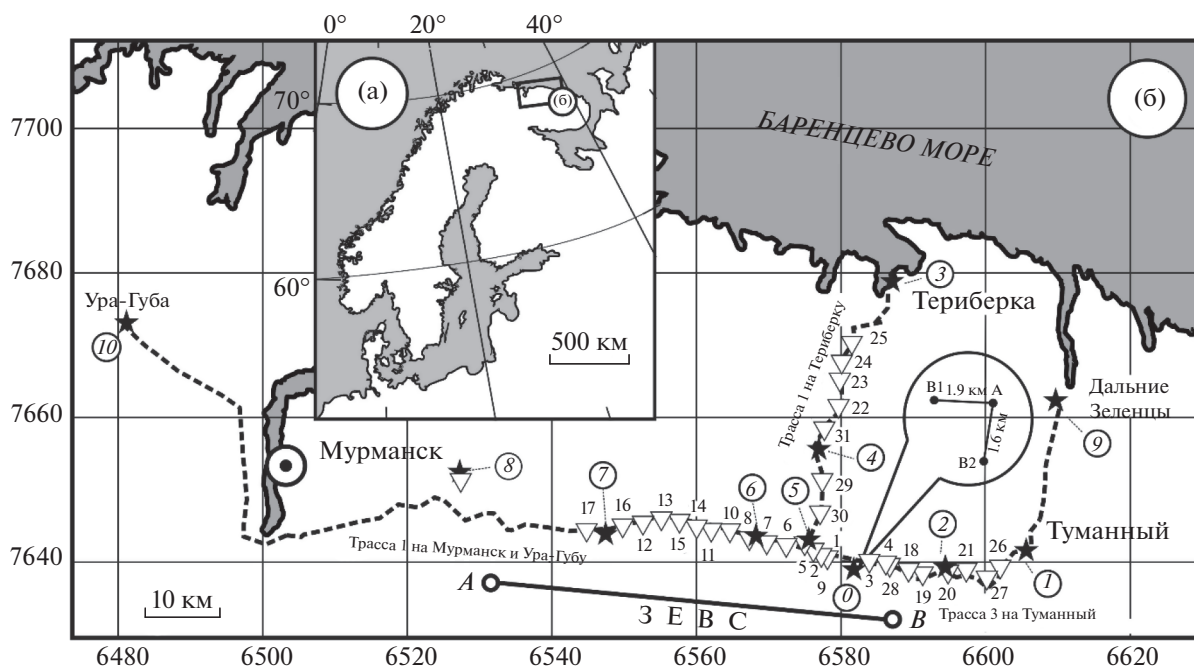 0°
20°
40°
(а)
(б)
70°
(б)
7700
БАРЕНЦЕВО МОРЕ
60°
500 км
7680
Ура-Губа
10
3
Териберка
25
24
23
22
31
Трасса 1 на Териберку
B1
1.9 км
A
1.6 км
B2
Дальние
Зеленцы
9
7660
Мурманск
8
4
29
30
7
6
5
17
16
13
14
10
8
7
6
1
12
15
11
5
2
9
4
18
2
21
26
Туманный
7640
Трасса 1 на Мурманск и Ура-Губу
0
3
28
19
20
27
1
Трасса 3 на Туманный
A
ЗЕВС
B
10 км
6480
6500
6520
6540
6560
6580
6600
6620